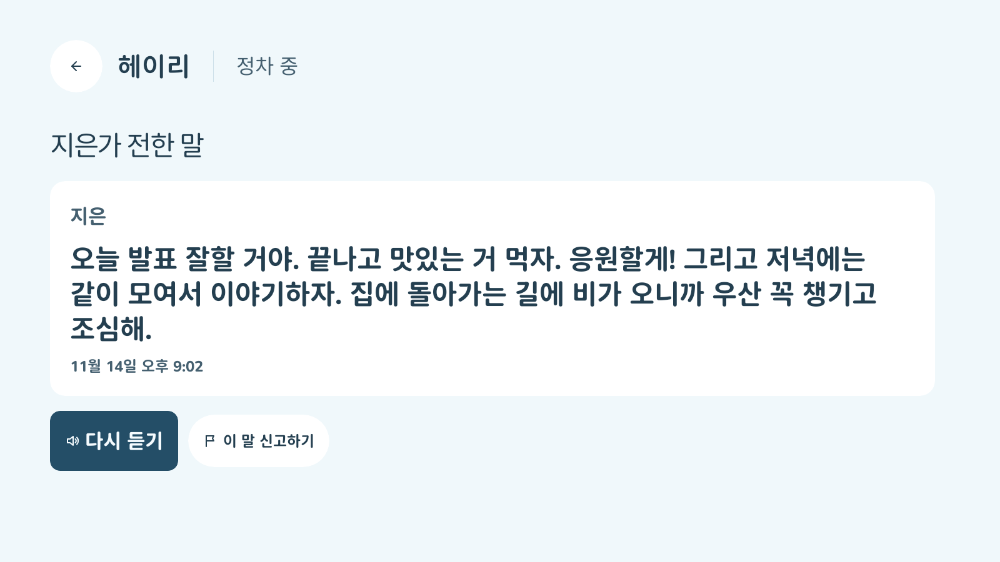 헤이리
정차 중
지은가 전한 말
지은
오늘 발표 잘할 거야. 끝나고 맛있는 거 먹자. 응원할게! 그리고 저녁에는
같이 모여서 이야기하자. 집에 돌아가는 길에 비가 오니까 우산 꼭 챙기고
조심해.
11월 14일 오후 9:02
다시 듣기
이 말 신고하기